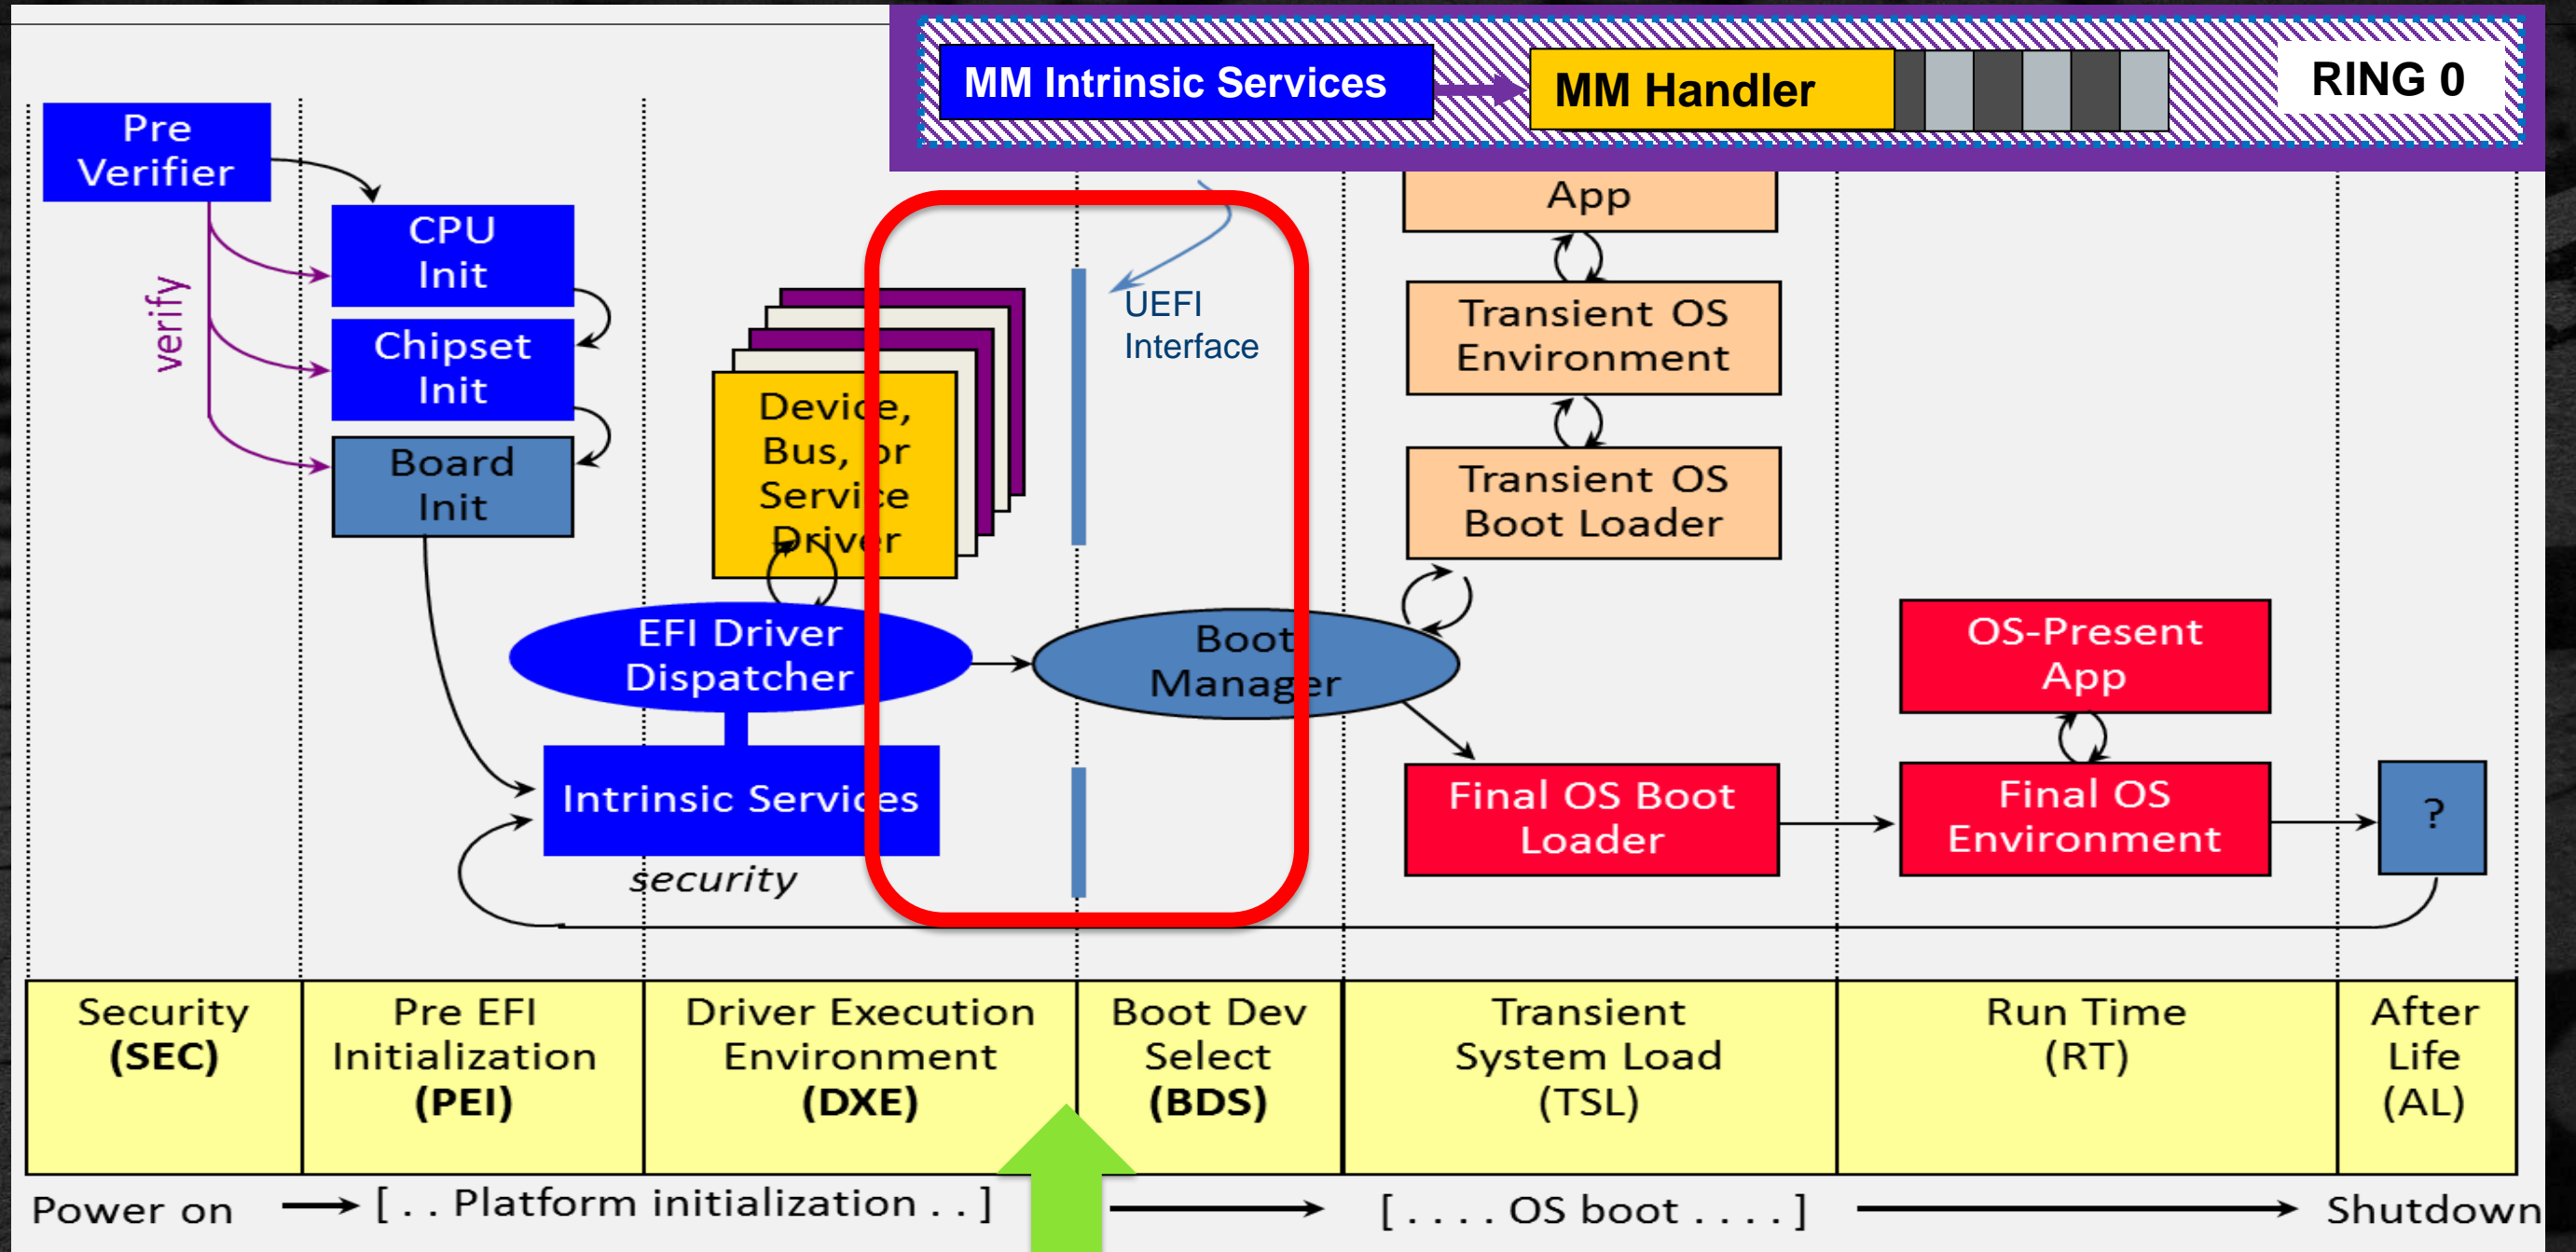 MM Intrinsic Services
MM Handler
RING 0
Pre
Verifier
verify
CPU
Init
Chipset
Init
Board
Init
Device,
Bus, or
Service
Driver
EFI Driver
Dispatcher
Intrinsic Services
security
UEFI
Interface
Boot
Manager
App
Transient OS
Environment
Transient OS
Boot Loader
Final OS Boot
Loader
OS-Present
App
Final OS
Environment
?
Security
(SEC)
Pre EFI
Initialization
(PEI)
Driver Execution
Environment
(DXE)
Boot Dev
Select
(BDS)
Transient
System Load
(TSL)
Run Time
(RT)
After
Life
(AL)
Power on
[ . . Platform initialization . . ]
[ . . . . OS boot . . . . ]
Shutdown